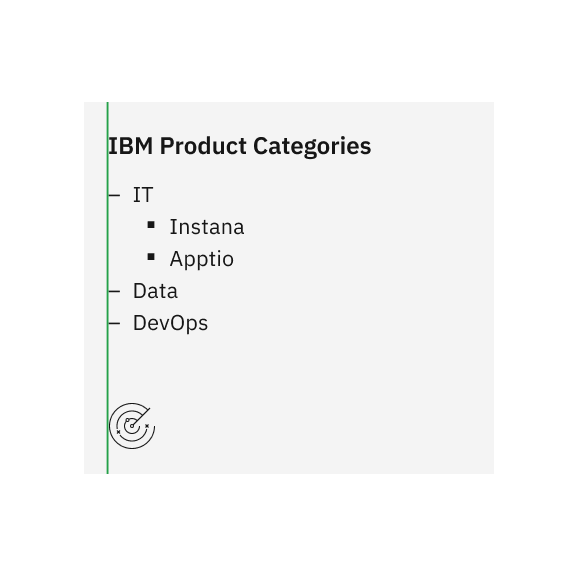 IBM Product Categories
– IT
▪ Instana
▪ Apptio
– Data
– DevOps